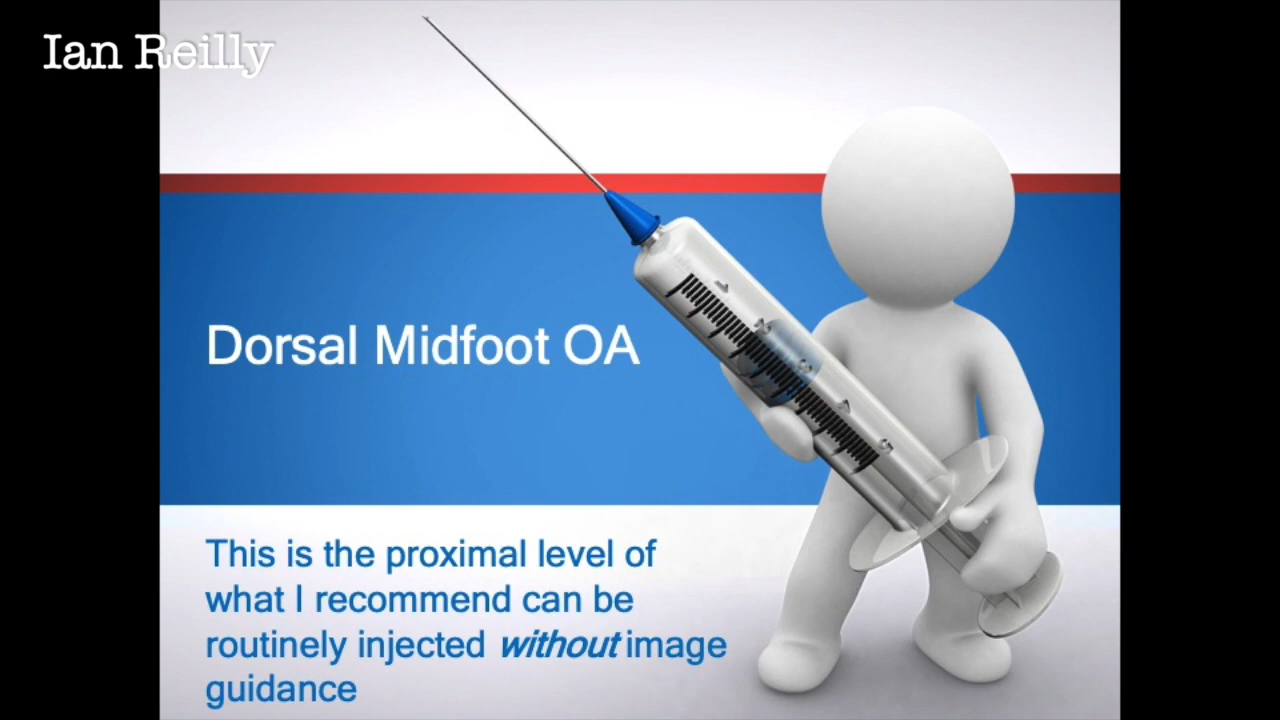 Ian Reilly
Dorsal Midfoot OA
This is the proximal level of
what I recommend can be
routinely injected without image
guidance